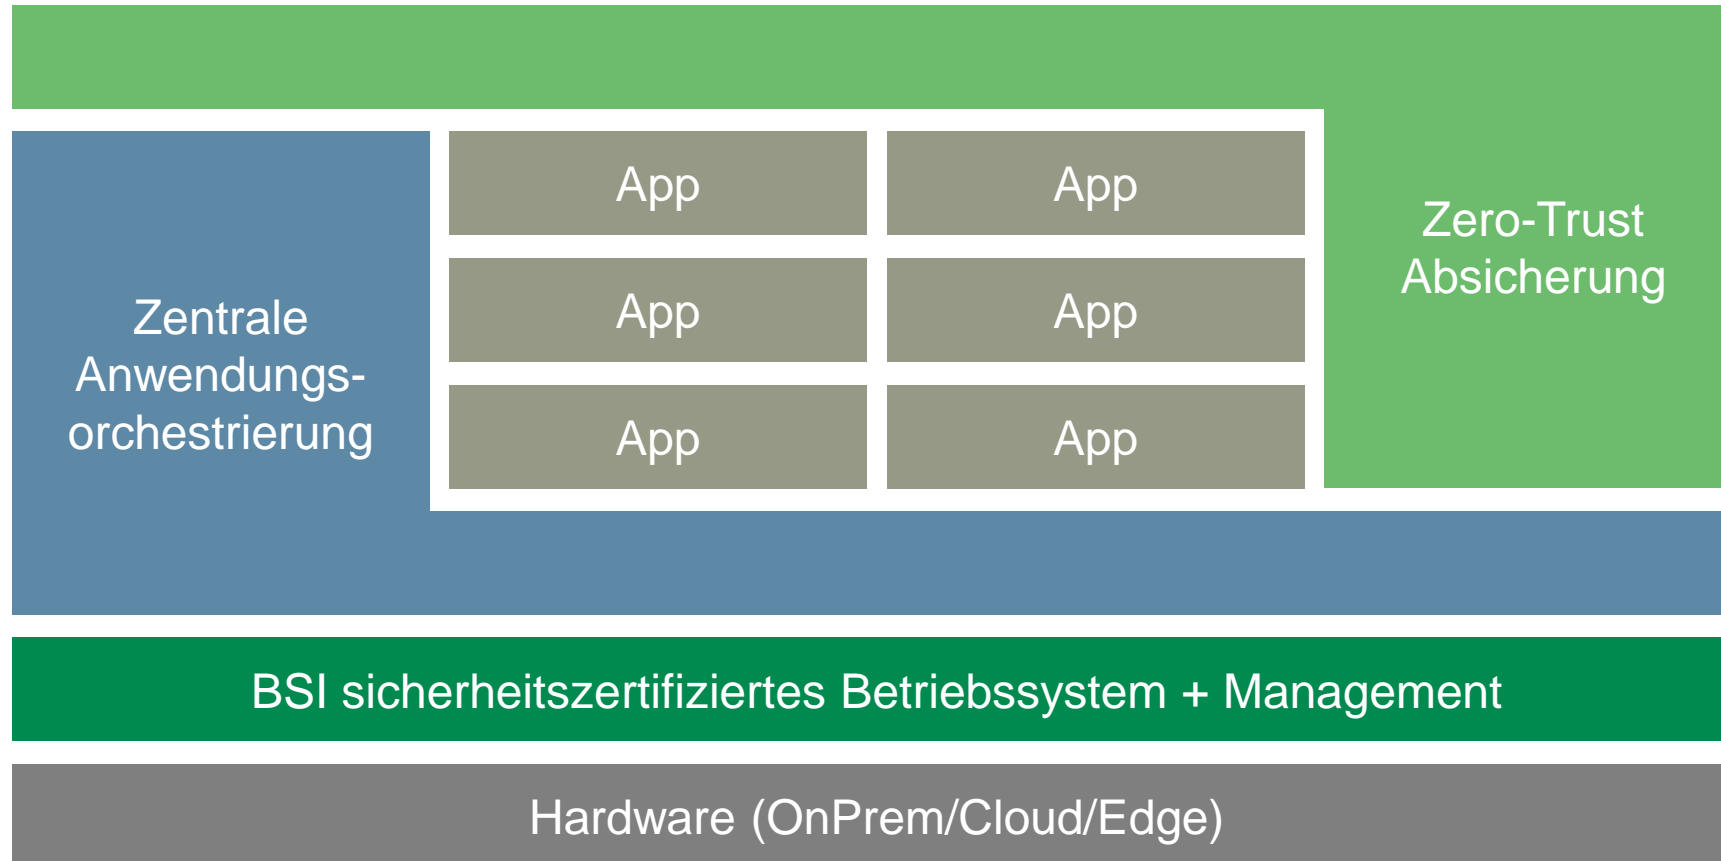 App
App
Zero-Trust
Absicherung
Zentrale
Anwendungs-
orchestrierung
App
App
App
App
BSI sicherheitszertifiziertes Betriebssystem + Management
Hardware (OnPrem/Cloud/Edge)